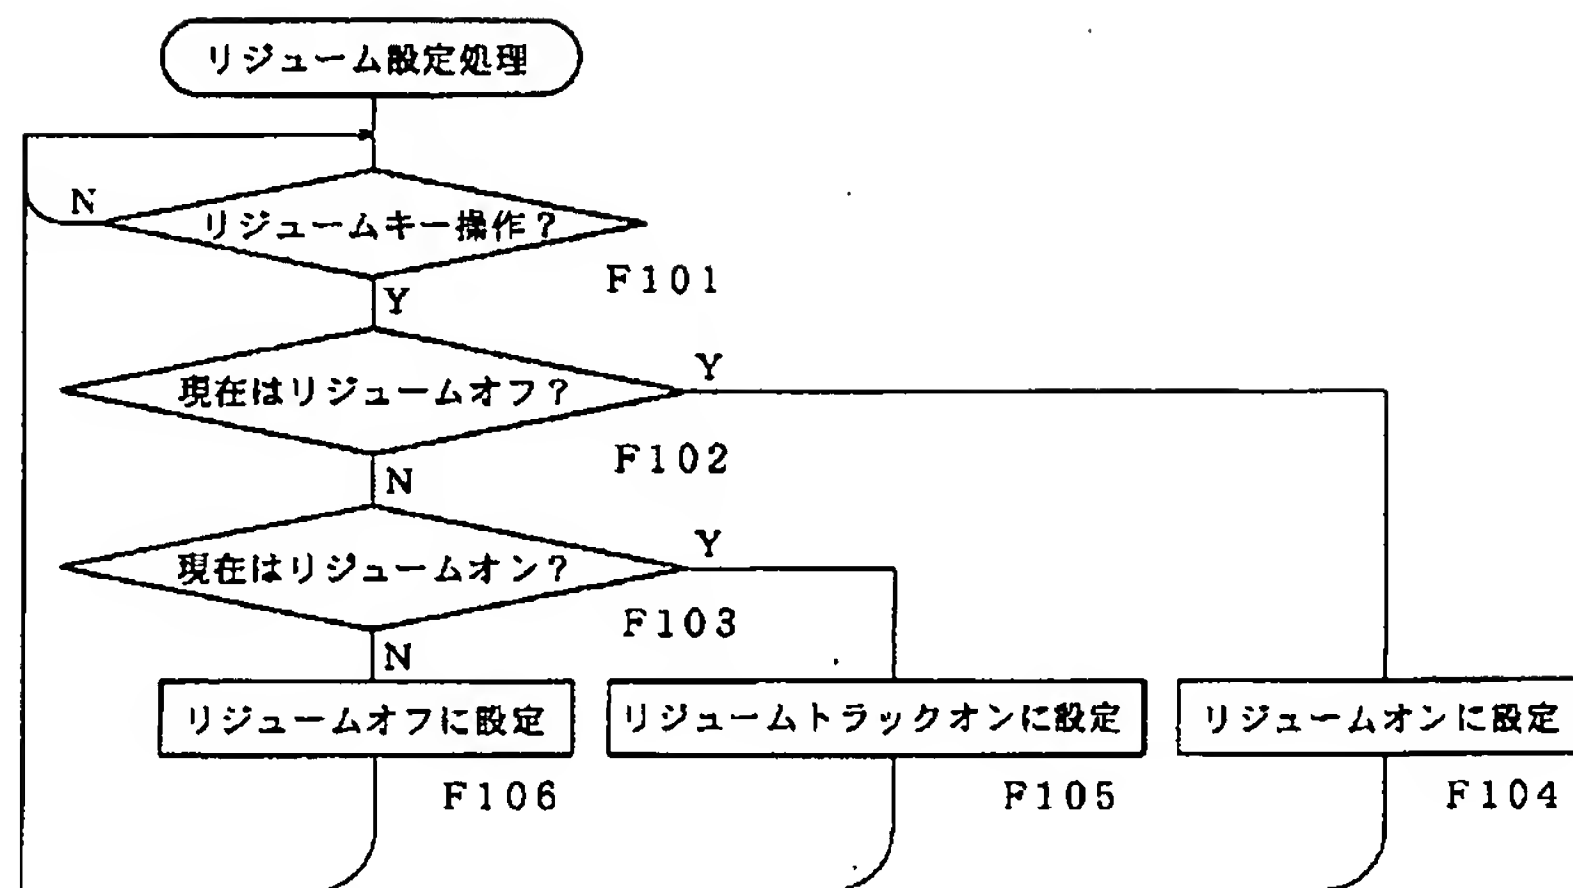 リジューム設定処理
N
リジュームキー操作?
F101
Y
現在はリジュームオフ?
Y
F102
N
現在はリジュームオン?
Y
F103
N
リジュームオフに設定
リジュームトラックオンに設定
リジュームオンに設定
F106
F105
F104